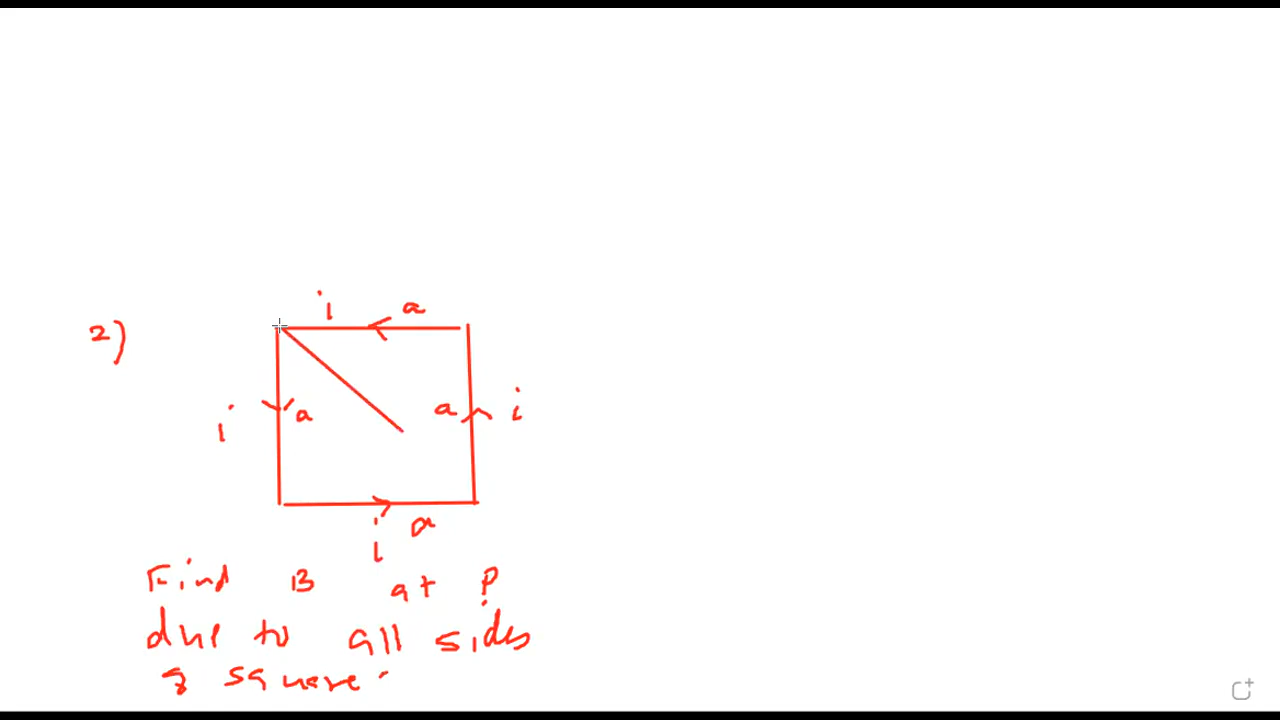 i a
2)
i a a i
a
i
Find B at P
due to all sides
of square.